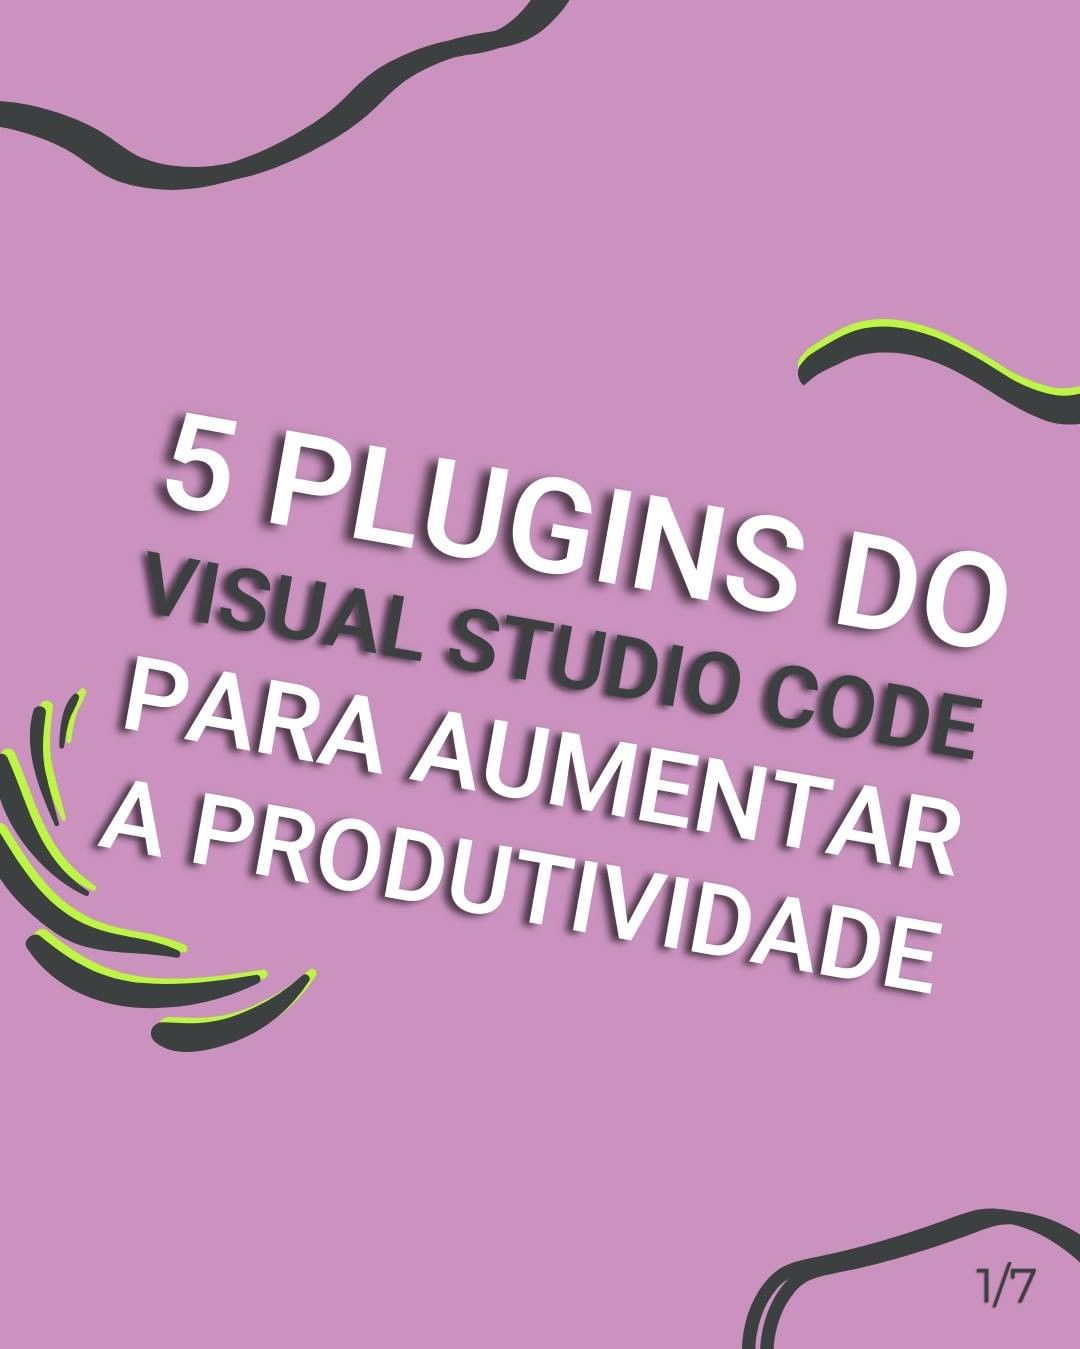 5 PLUGINS DO
VISUAL STUDIO CODE
PARA AUMENTAR
A PRODUTIVIDADE
1/7